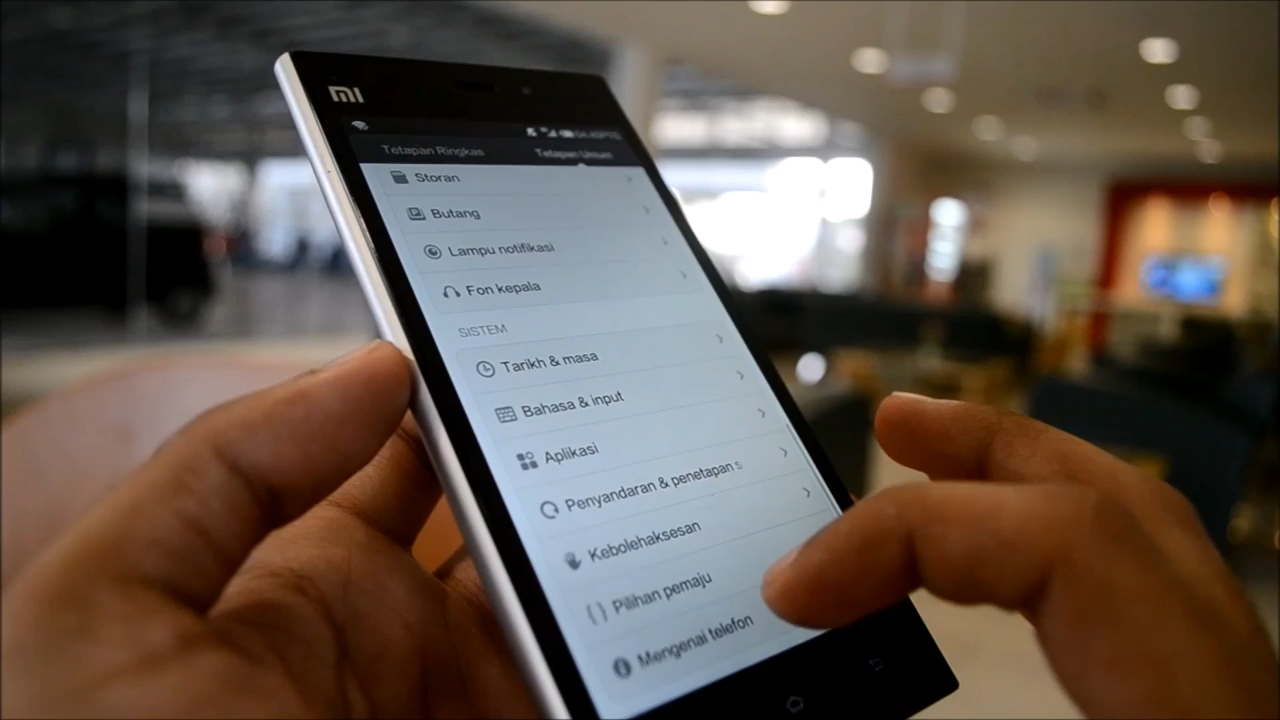 mi
Tetapan Ringkas
Tetapan Umum
Storan
Butang
Lampu notifikasi
Fon kepala
SISTEM
Tarikh & masa
Bahasa & input
Aplikasi
Penyandaran & penetapan s
Kebolehaksesan
{ } Pilihan pemaju
Mengenai telefon